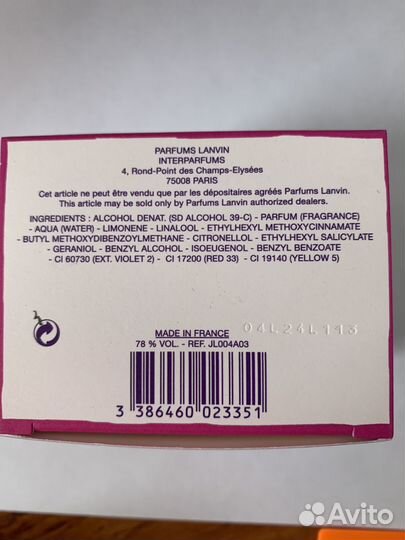 PARFUMS LANVIN
INTERPARFUMS
4, Rond-Point des Champs-Elysées
75008 PARIS
Cet article ne peut être vendu que par les dépositaires agréés Parfums Lanvin.
This article may be sold only by Parfums Lanvin authorized dealers.
INGREDIENTS : ALCOHOL DENAT. (SD ALCOHOL 39-C) - PARFUM (FRAGRANCE)
- AQUA (WATER) - LIMONENE - LINALOOL - ETHYLHEXYL METHOXYCINNAMATE
- BUTYL METHOXYDIBENZOYLMETHANE - CITRONELLOL - ETHYLHEXYL SALICYLATE
- GERANIOL - BENZYL ALCOHOL - ISOEUGENOL - BENZYL BENZOATE
- CI 60730 (EXT. VIOLET 2) - CI 17200 (RED 33) - CI 19140 (YELLOW 5)
04L24L113
MADE IN FRANCE
78 % VOL. - REF. JL004A03
3 386460 023351
Avito